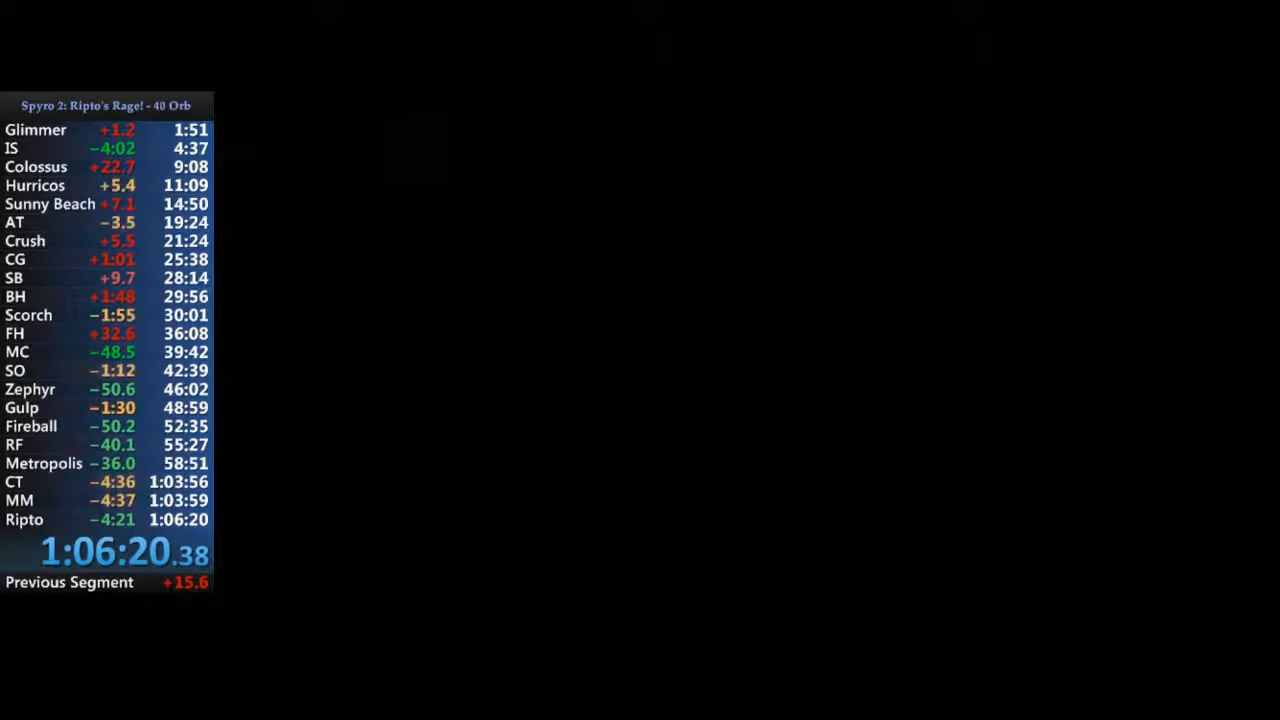 Spyro 2: Ripto's Rage! - 40 Orb
Glimmer +1.2 1:51
IS −4:02 4:37
Colossus +22.7 9:08
Hurricos +5.4 11:09
Sunny Beach +7.1 14:50
AT −3.5 19:24
Crush +5.5 21:24
CG +1:01 25:38
SB +9.7 28:14
BH +1:48 29:56
Scorch −1:55 30:01
FH +32.6 36:08
MC −48.5 39:42
SO −1:12 42:39
Zephyr −50.6 46:02
Gulp −1:30 48:59
Fireball −50.2 52:35
RF −40.1 55:27
Metropolis −36.0 58:51
CT −4:36 1:03:56
MM −4:37 1:03:59
Ripto −4:21 1:06:20
1:06:20.38
Previous Segment +15.6